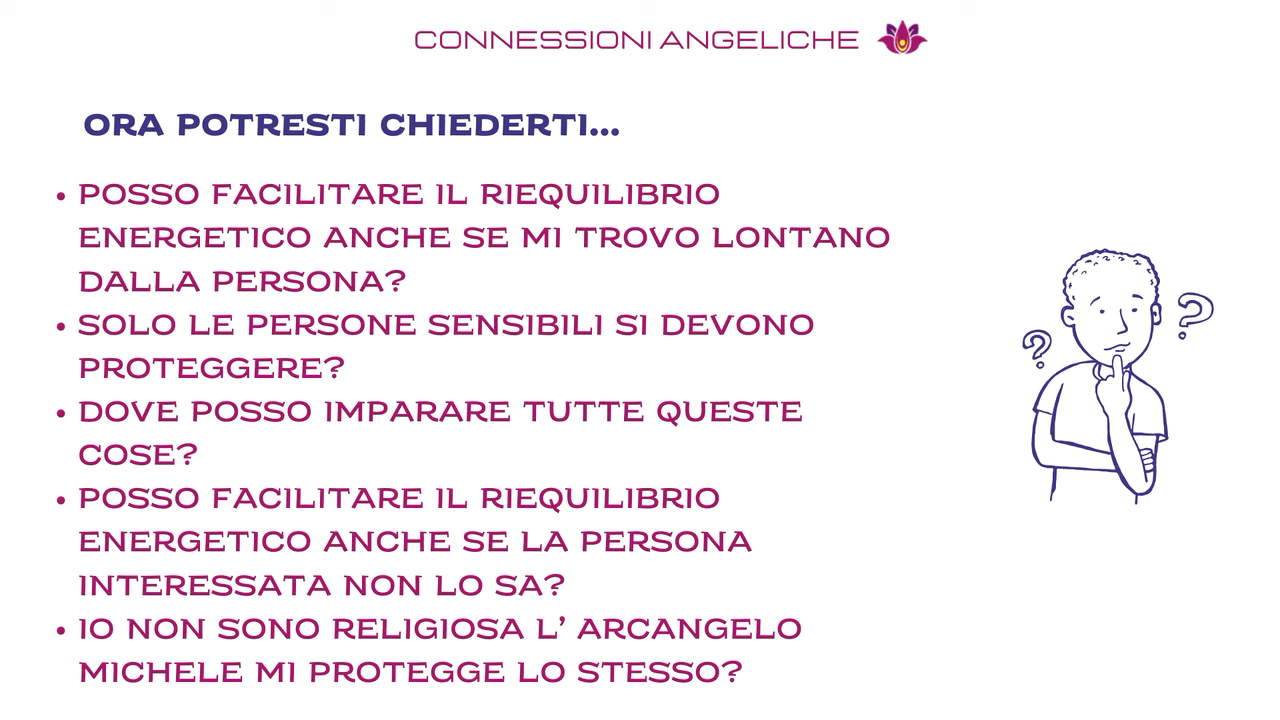 CONNESSIONI ANGELICHE
ORA POTRESTI CHIEDERTI...
• POSSO FACILITARE IL RIEQUILIBRIO
ENERGETICO ANCHE SE MI TROVO LONTANO
DALLA PERSONA?
• SOLO LE PERSONE SENSIBILI SI DEVONO
PROTEGGERE?
• DOVE POSSO IMPARARE TUTTE QUESTE
COSE?
• POSSO FACILITARE IL RIEQUILIBRIO
ENERGETICO ANCHE SE LA PERSONA
INTERESSATA NON LO SA?
• IO NON SONO RELIGIOSA L' ARCANGELO
MICHELE MI PROTEGGE LO STESSO?
? ?